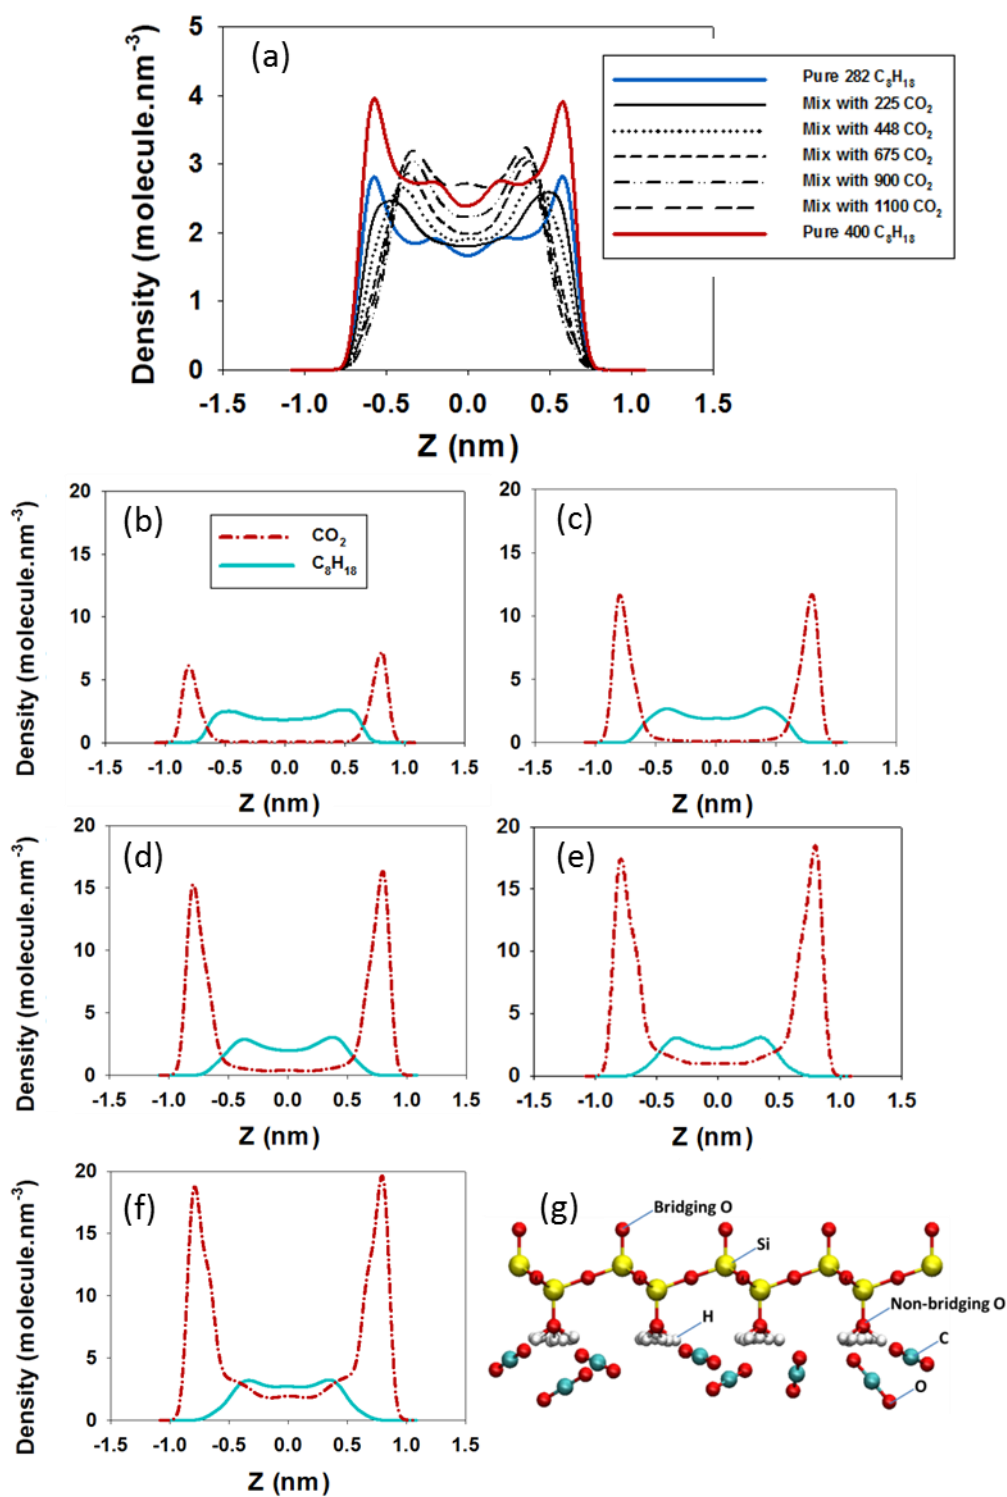 (a)
Density (molecule.nm⁻³)
5
4
3
2
1
0
-1.5 -1.0 -0.5 0.0 0.5 1.0 1.5
Z (nm)
Pure 282 C₈H₁₈
Mix with 225 CO₂
Mix with 448 CO₂
Mix with 675 CO₂
Mix with 900 CO₂
Mix with 1100 CO₂
Pure 400 C₈H₁₈
(b)
Density (molecule.nm⁻³)
20
15
10
5
0
CO₂
C₈H₁₈
-1.5 -1.0 -0.5 0.0 0.5 1.0 1.5
Z (nm)
(c)
20
15
10
5
0
-1.5 -1.0 -0.5 0.0 0.5 1.0 1.5
Z (nm)
(d)
Density (molecule.nm⁻³)
20
15
10
5
0
-1.5 -1.0 -0.5 0.0 0.5 1.0 1.5
Z (nm)
(e)
20
15
10
5
0
-1.5 -1.0 -0.5 0.0 0.5 1.0 1.5
Z (nm)
(f)
Density (molecule.nm⁻³)
20
15
10
5
0
-1.5 -1.0 -0.5 0.0 0.5 1.0 1.5
Z (nm)
(g)
Bridging O
Si
Non-bridging O
H
C
O